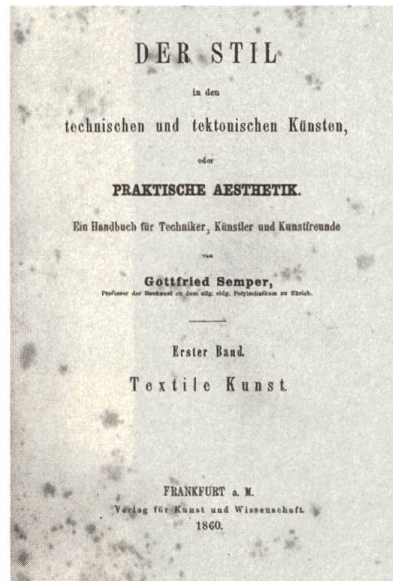 DER STIL
in den
technischen und tektonischen Künsten,
oder
PRAKTISCHE AESTHETIK.
Ein Handbuch für Techniker, Künstler und Kunstfreunde
von
Gottfried Semper,
Professor der Baukunst an dem allg. eidg. Polytechnikum zu Zürich.
Erster Band.
Textile Kunst.
FRANKFURT a. M.
Verlag für Kunst und Wissenschaft.
1860.